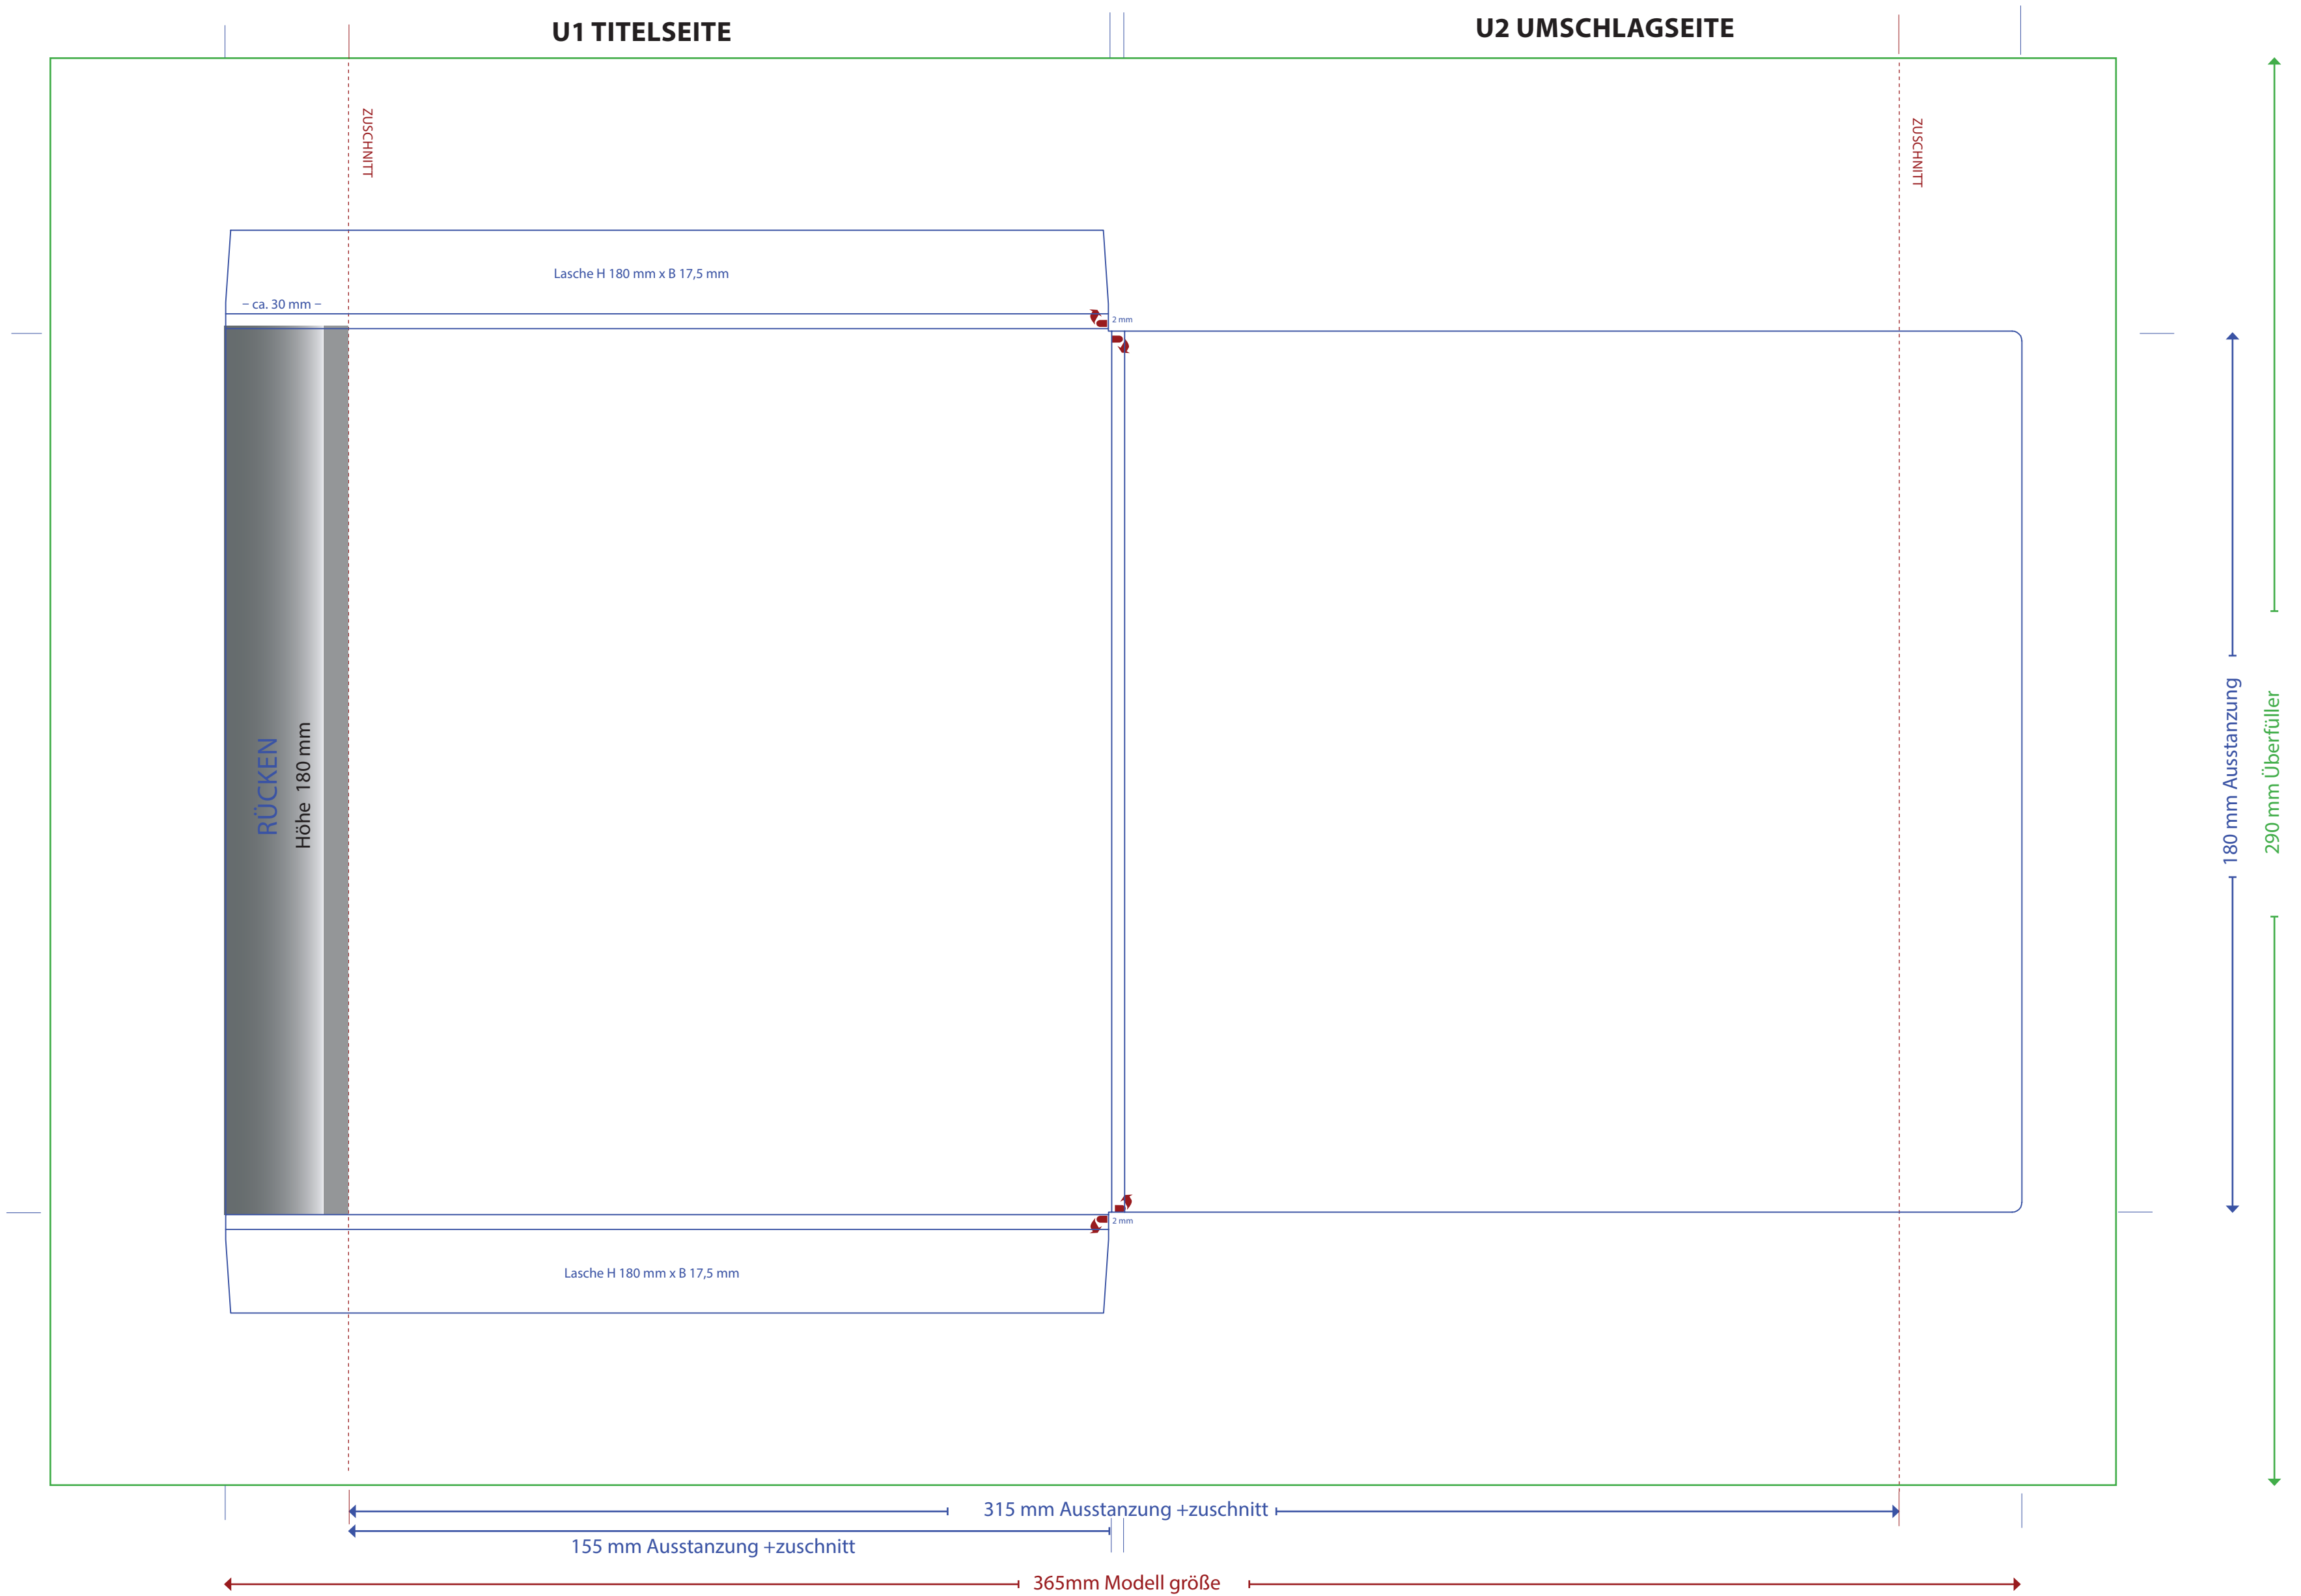 U1 TITELSEITE
U2 UMSCHLAGSEITE
ZUSCHNITT
ZUSCHNITT
Lasche H 180 mm x B 17,5 mm
– ca. 30 mm –
2 mm
RÜCKEN
Höhe 180 mm
180 mm Ausstanzung
290 mm Überfüller
2 mm
Lasche H 180 mm x B 17,5 mm
315 mm Ausstanzung +zuschnitt
155 mm Ausstanzung +zuschnitt
365mm Modell größe